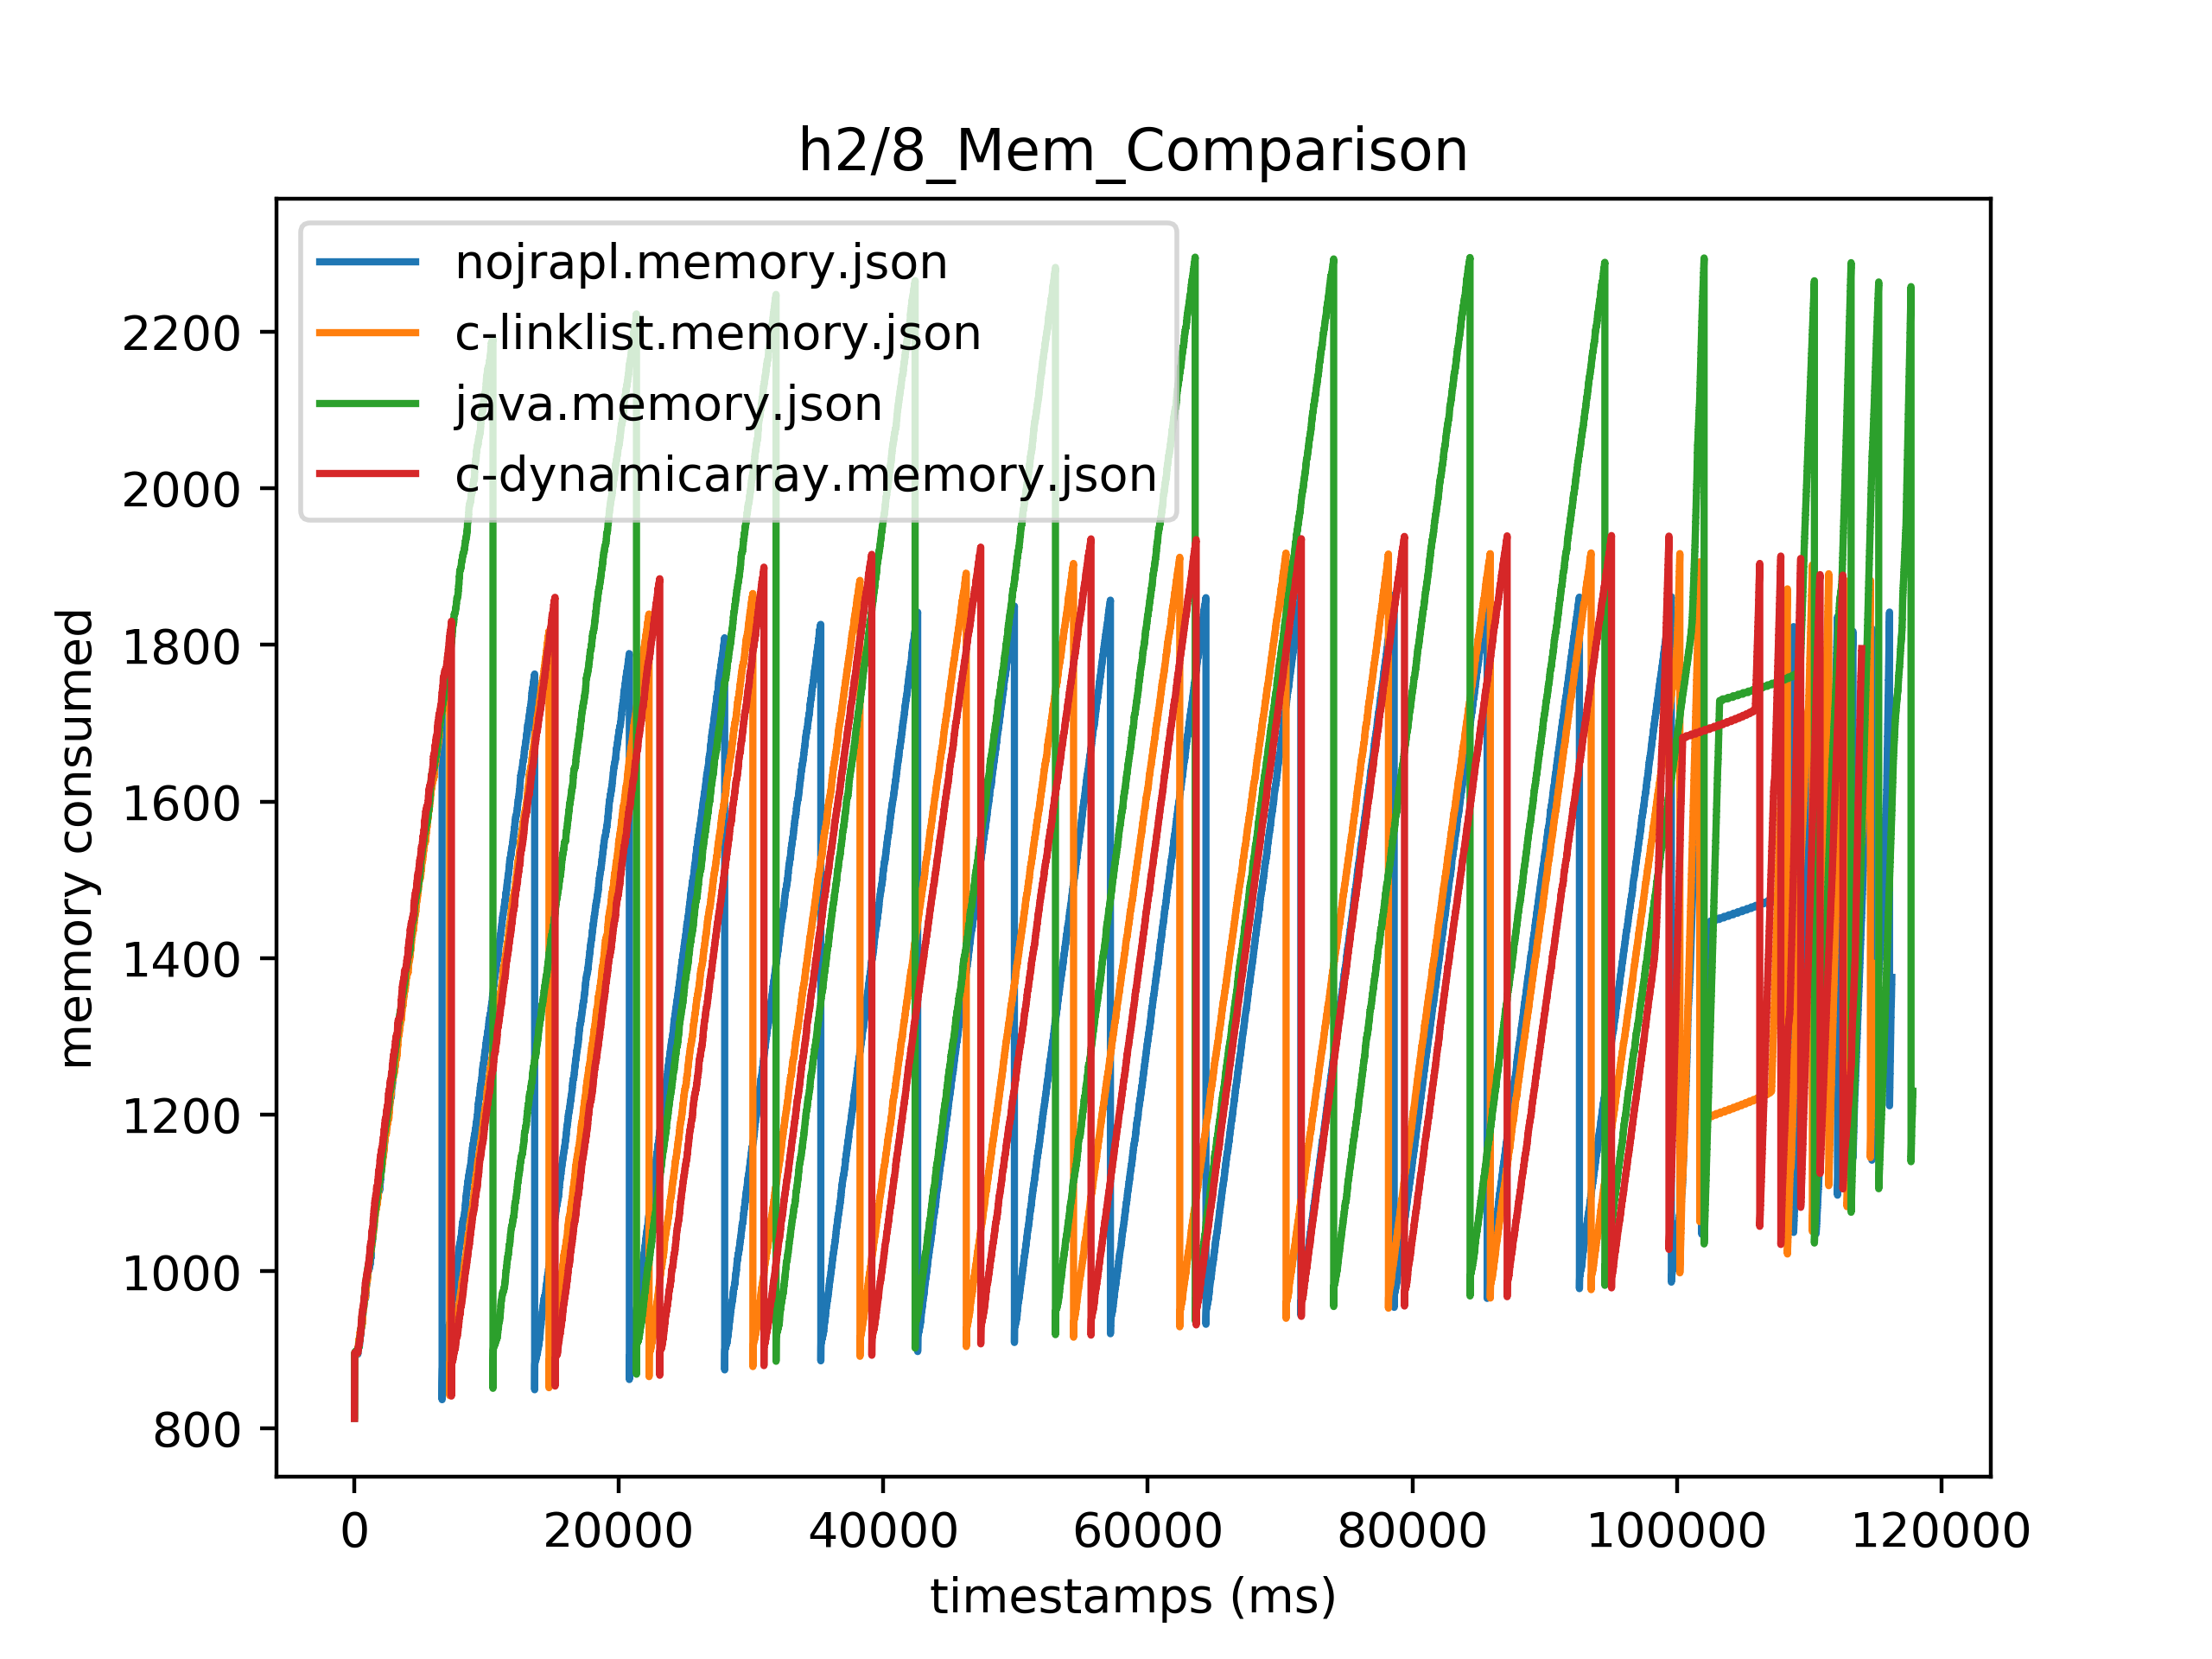 h2/8_Mem_Comparison
nojrapl.memory.json
c-linklist.memory.json
java.memory.json
c-dynamicarray.memory.json
memory consumed
2200
2000
1800
1600
1400
1200
1000
800
0 20000 40000 60000 80000 100000 120000
timestamps (ms)